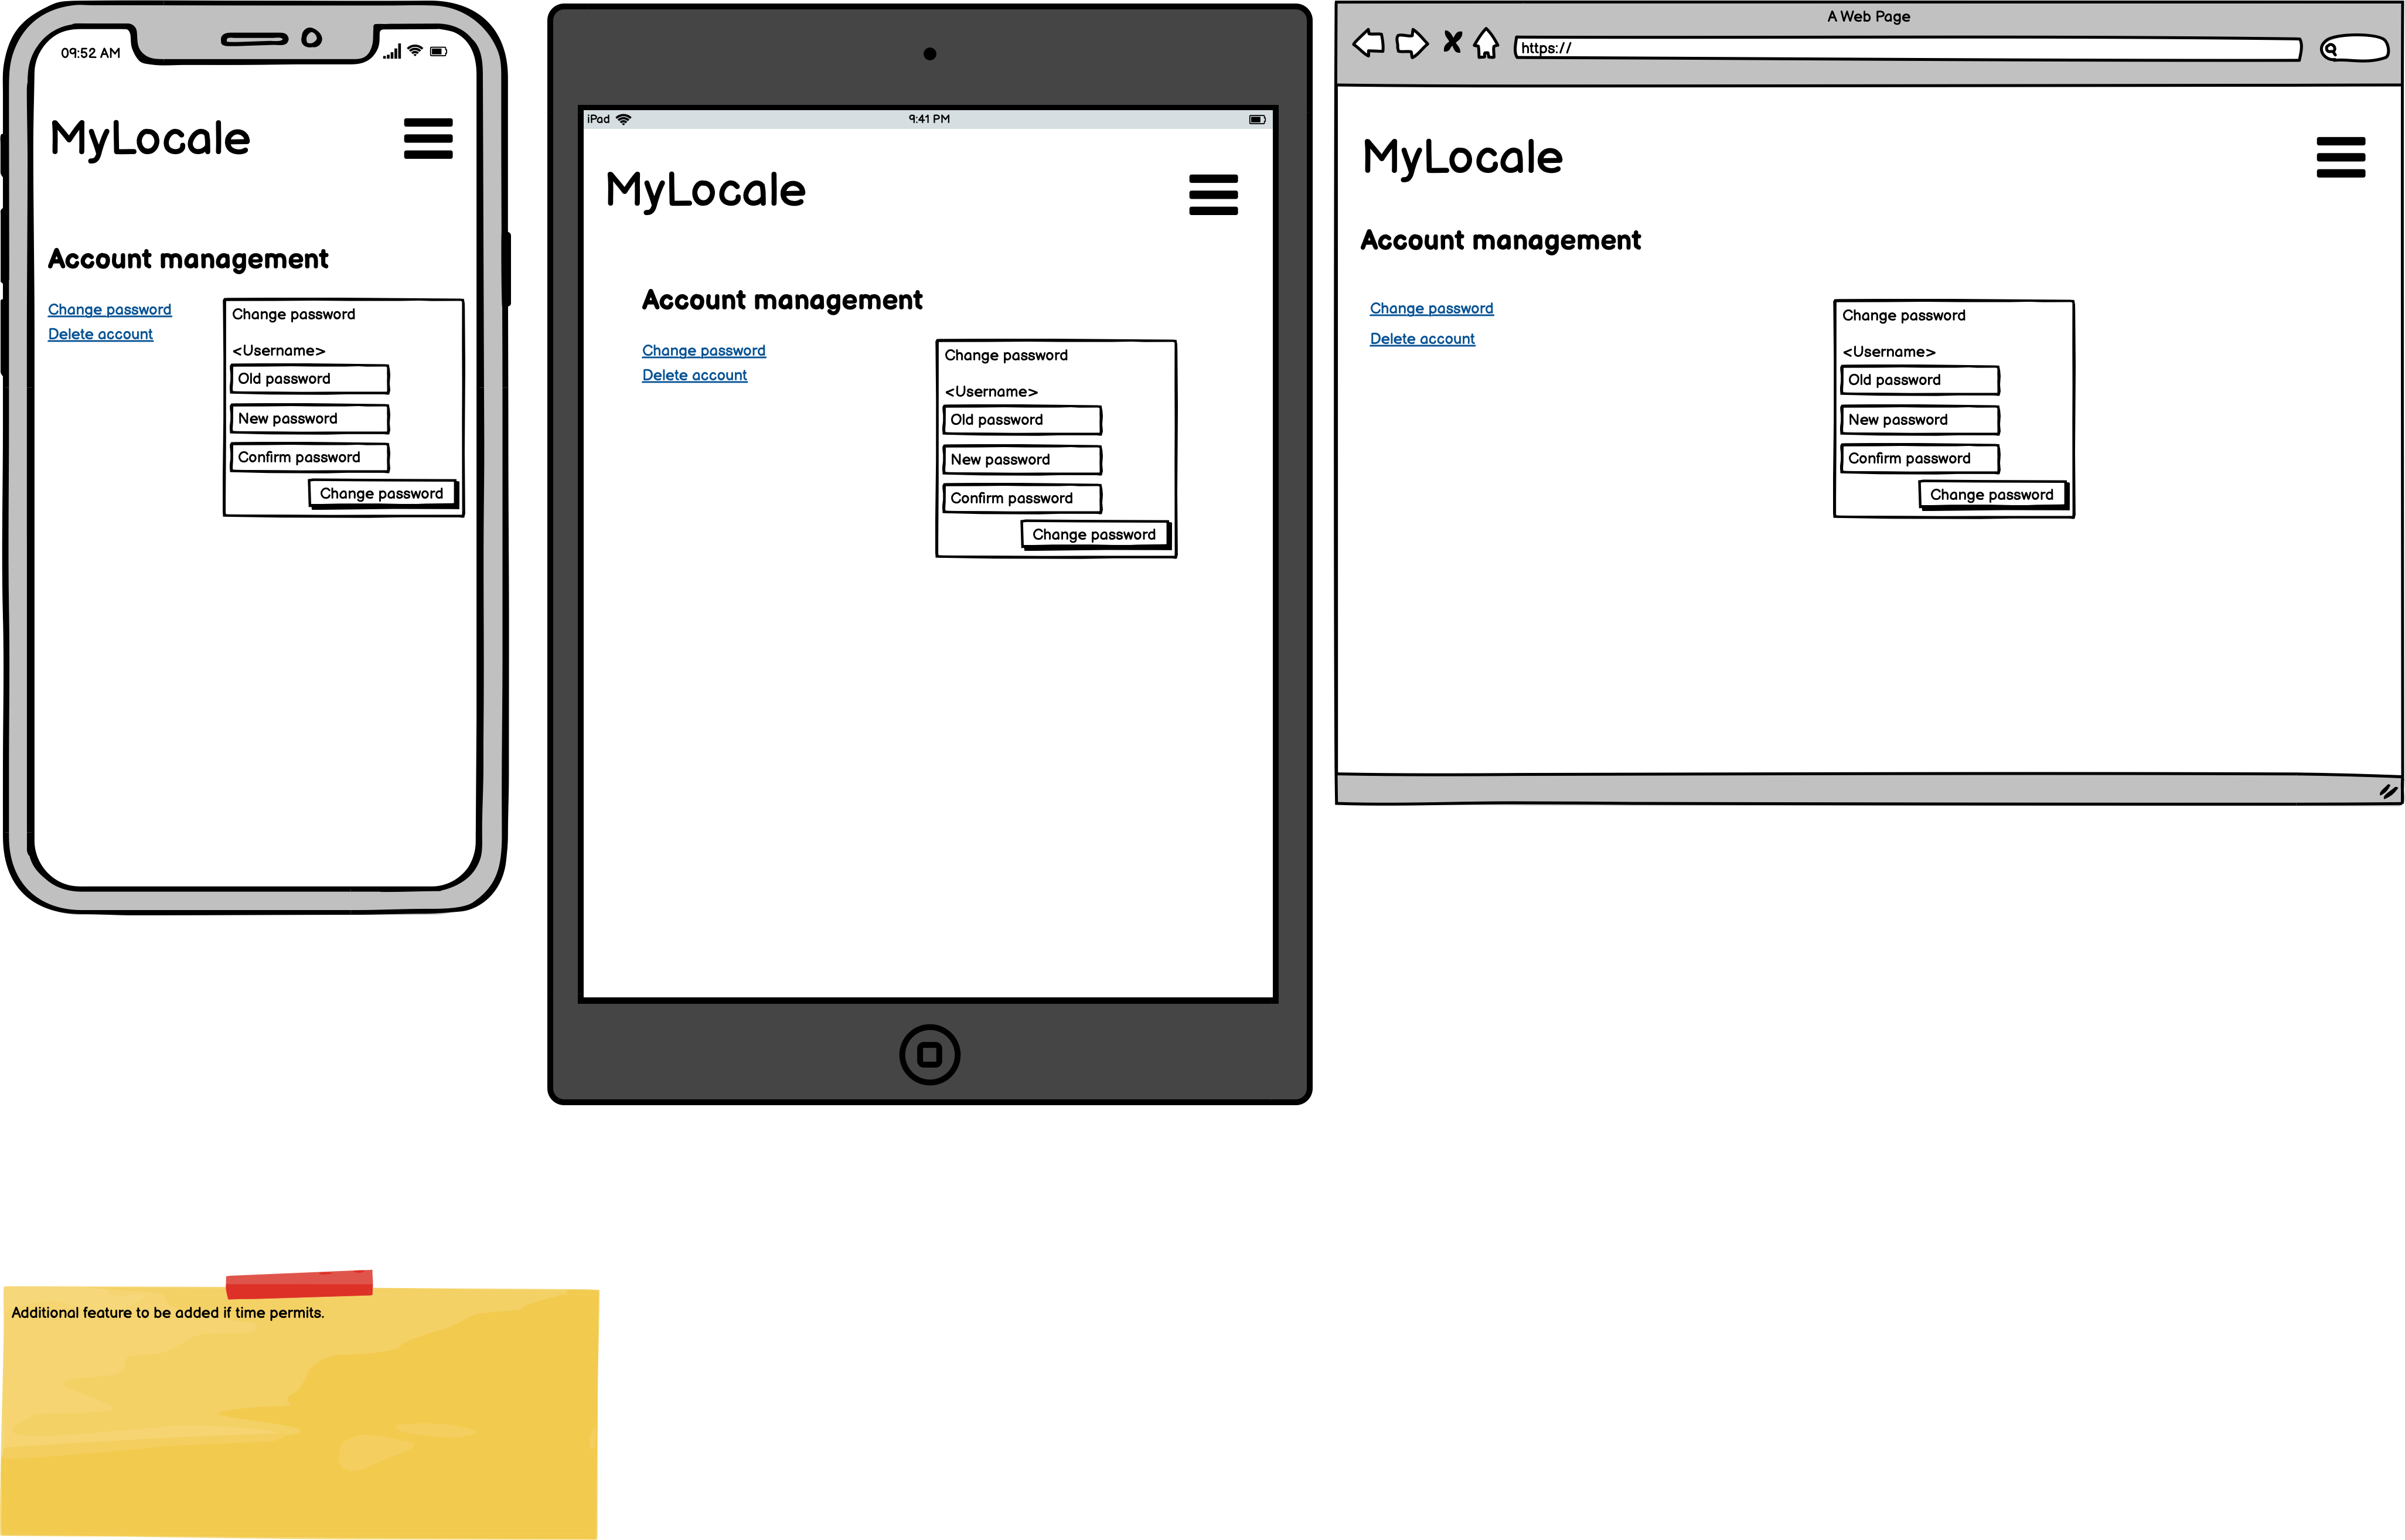 09:52 AM
MyLocale
Account management
Change password
Delete account
Change password
<Username>
Old password
New password
Confirm password
Change password
iPad
9:41 PM
MyLocale
Account management
Change password
Delete account
Change password
<Username>
Old password
New password
Confirm password
Change password
A Web Page
https://
MyLocale
Account management
Change password
Delete account
Change password
<Username>
Old password
New password
Confirm password
Change password
Additional feature to be added if time permits.